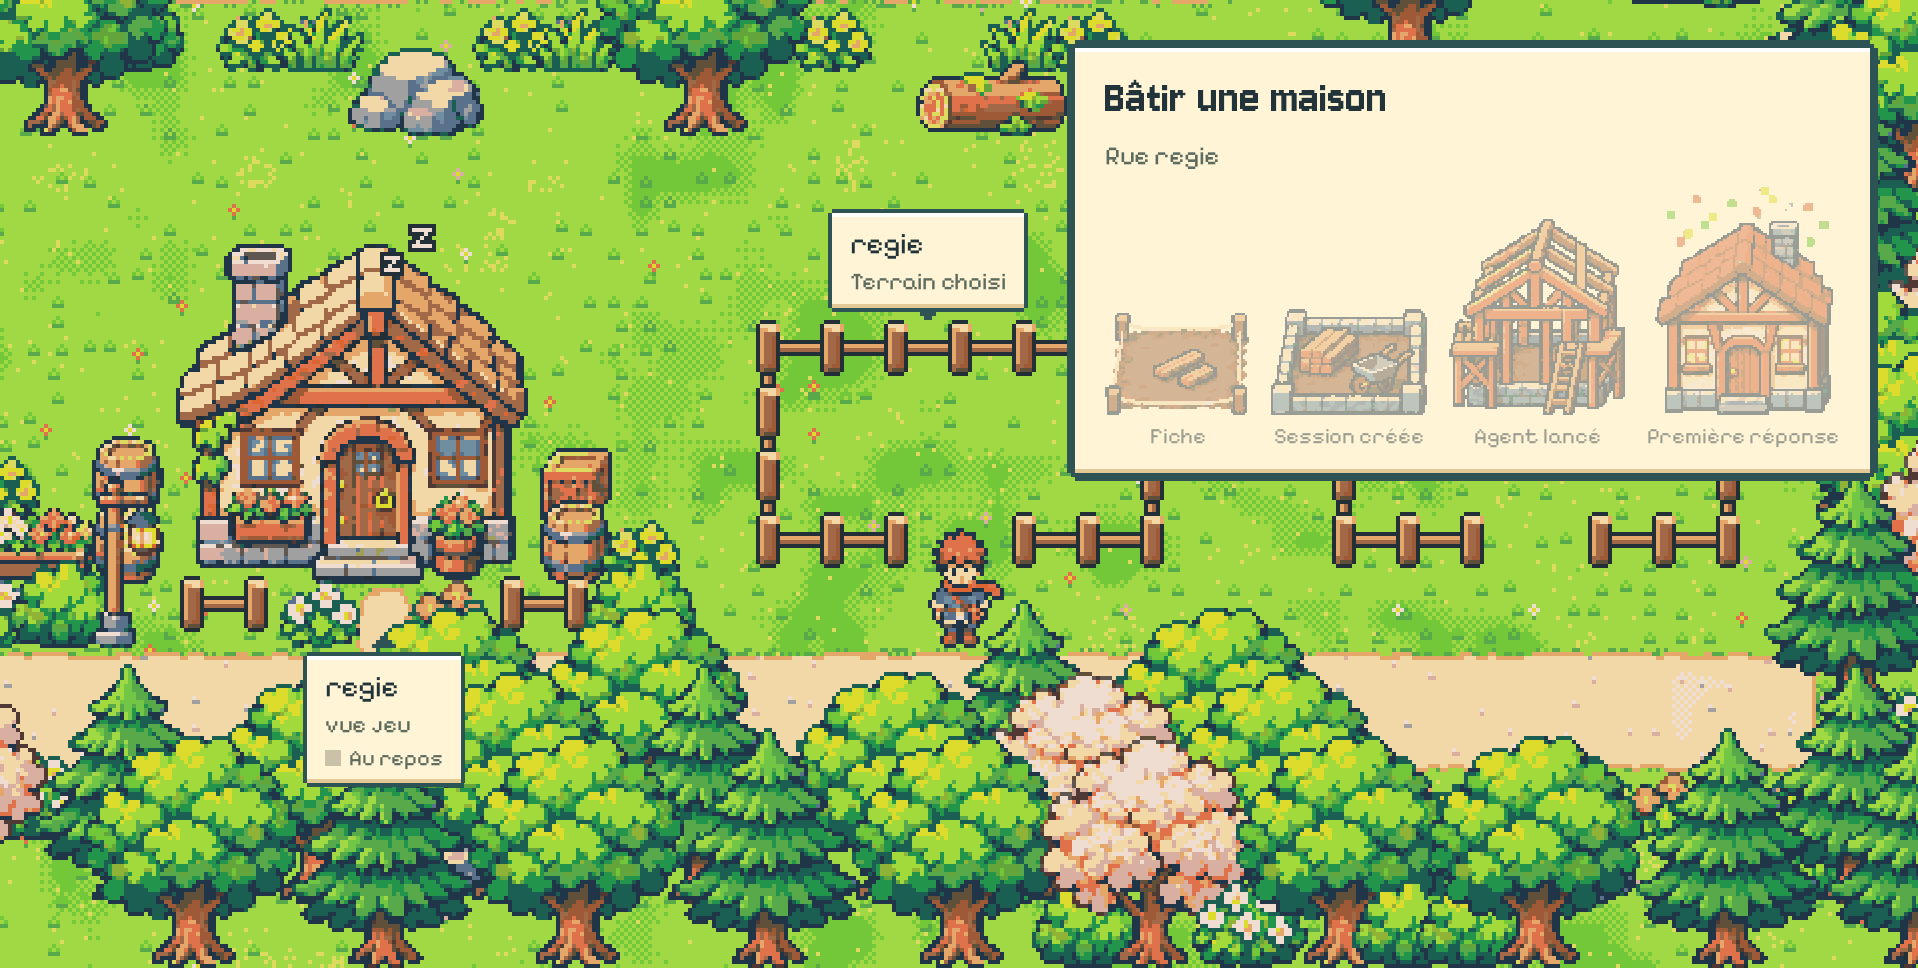 Bâtir une maison
Rue regie
Fiche
Session créée
Agent lancé
Première réponse
regie
Terrain choisi
z
z
regie
vue jeu
Au repos